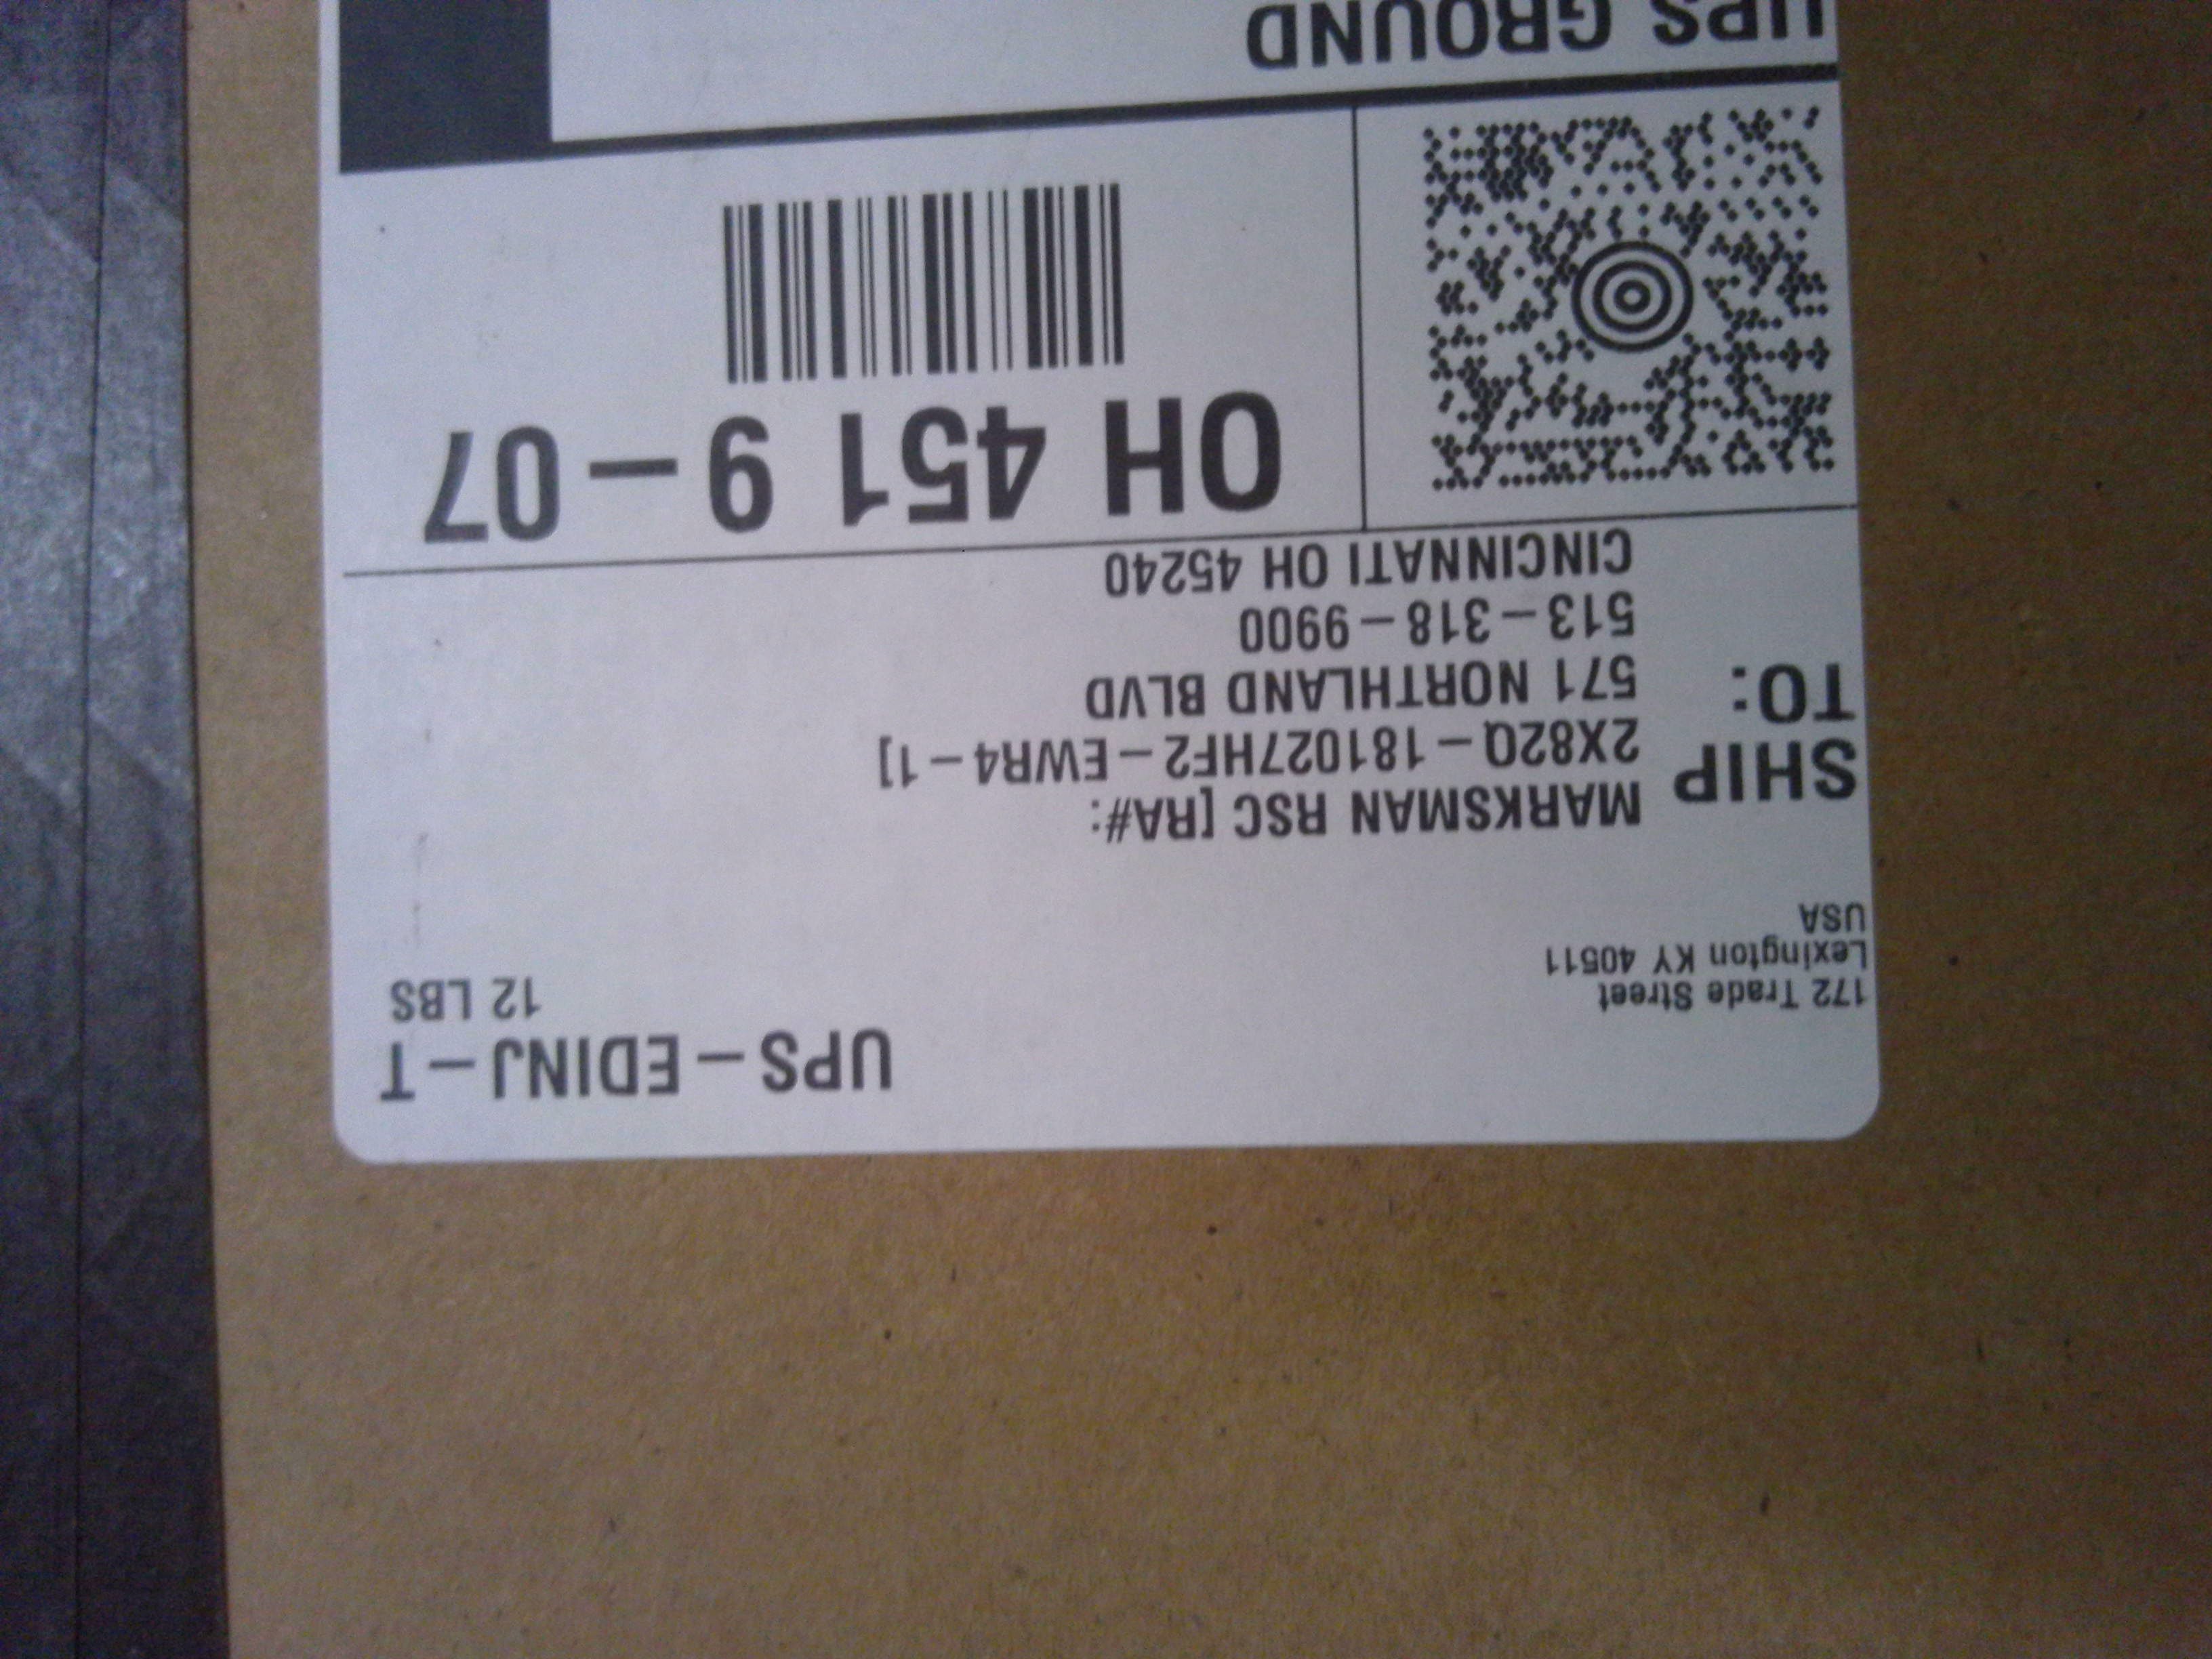 UPS-EDINJ-T
12 LBS
172 Trade Street
Lexington KY 40511
USA
SHIP
TO:
MARKSMAN RSC [RA#:
2X82Q-181027HF2-EWR4-1]
571 NORTHLAND BLVD
513-318-9900
CINCINNATI OH 45240
OH 451 9-07
UPS GROUND